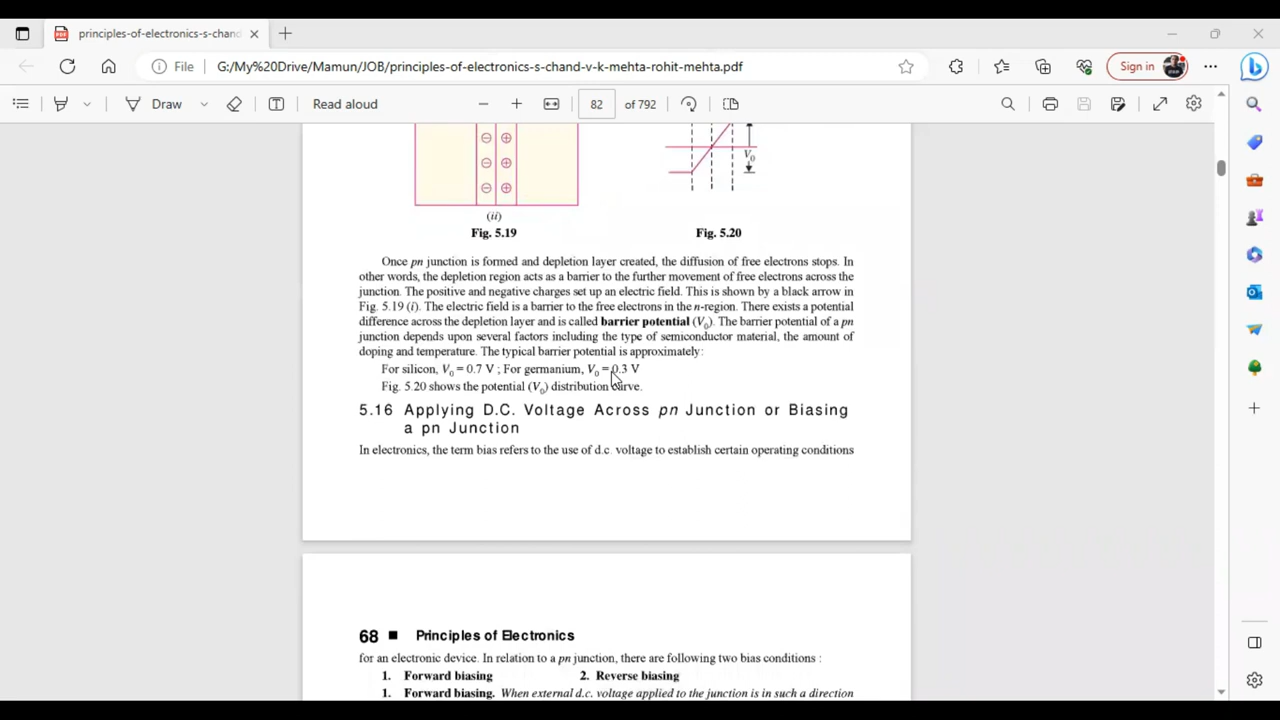 principles-of-electronics-s-chand
File G:/My%20Drive/Mamun/JOB/principles-of-electronics-s-chand-v-k-mehta-rohit-mehta.pdf
Sign in
Draw
Read aloud
82 of 792
V₀
(ii)
Fig. 5.19
Fig. 5.20
Once pn junction is formed and depletion layer created, the diffusion of free electrons stops. In
other words, the depletion region acts as a barrier to the further movement of free electrons across the
junction. The positive and negative charges set up an electric field. This is shown by a black arrow in
Fig. 5.19 (i). The electric field is a barrier to the free electrons in the n-region. There exists a potential
difference across the depletion layer and is called barrier potential (V₀). The barrier potential of a pn
junction depends upon several factors including the type of semiconductor material, the amount of
doping and temperature. The typical barrier potential is approximately:
For silicon, V₀ = 0.7 V ; For germanium, V₀ = 0.3 V
Fig. 5.20 shows the potential (V₀) distribution curve.
5.16 Applying D.C. Voltage Across pn Junction or Biasing
a pn Junction
In electronics, the term bias refers to the use of d.c. voltage to establish certain operating conditions
68 ■ Principles of Electronics
for an electronic device. In relation to a pn junction, there are following two bias conditions :
1. Forward biasing 2. Reverse biasing
1. Forward biasing. When external d.c. voltage applied to the junction is in such a direction